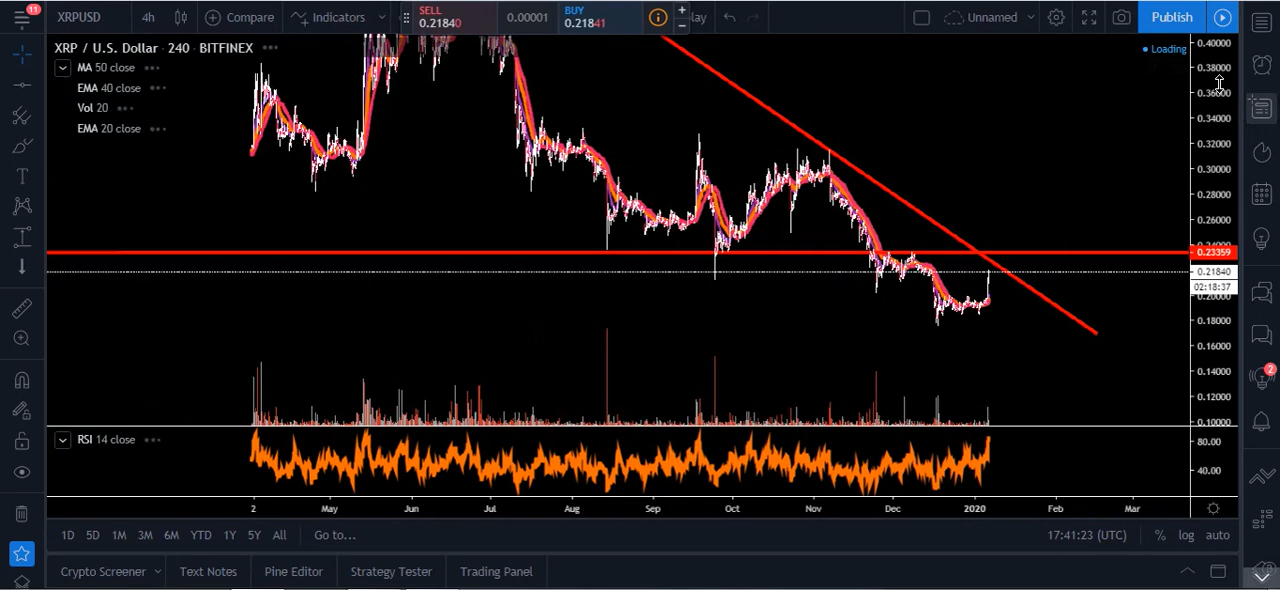 11
XRPUSD 4h Compare Indicators SELL 0.21840 0.00001 BUY 0.21841 lay Unnamed Publish
XRP / U.S. Dollar · 240 · BITFINEX
Loading
MA 50 close
EMA 40 close
Vol 20
EMA 20 close
0.40000
0.38000
0.36000
0.34000
0.32000
0.30000
0.28000
0.26000
0.23359
0.21840
02:18:37
0.20000
0.18000
0.16000
0.14000
0.12000
0.10000
2
RSI 14 close
80.00
40.00
2 May Jun Jul Aug Sep Oct Nov Dec 2020 Feb Mar
1D 5D 1M 3M 6M YTD 1Y 5Y All Go to... 17:41:23 (UTC) % log auto
Crypto Screener Text Notes Pine Editor Strategy Tester Trading Panel